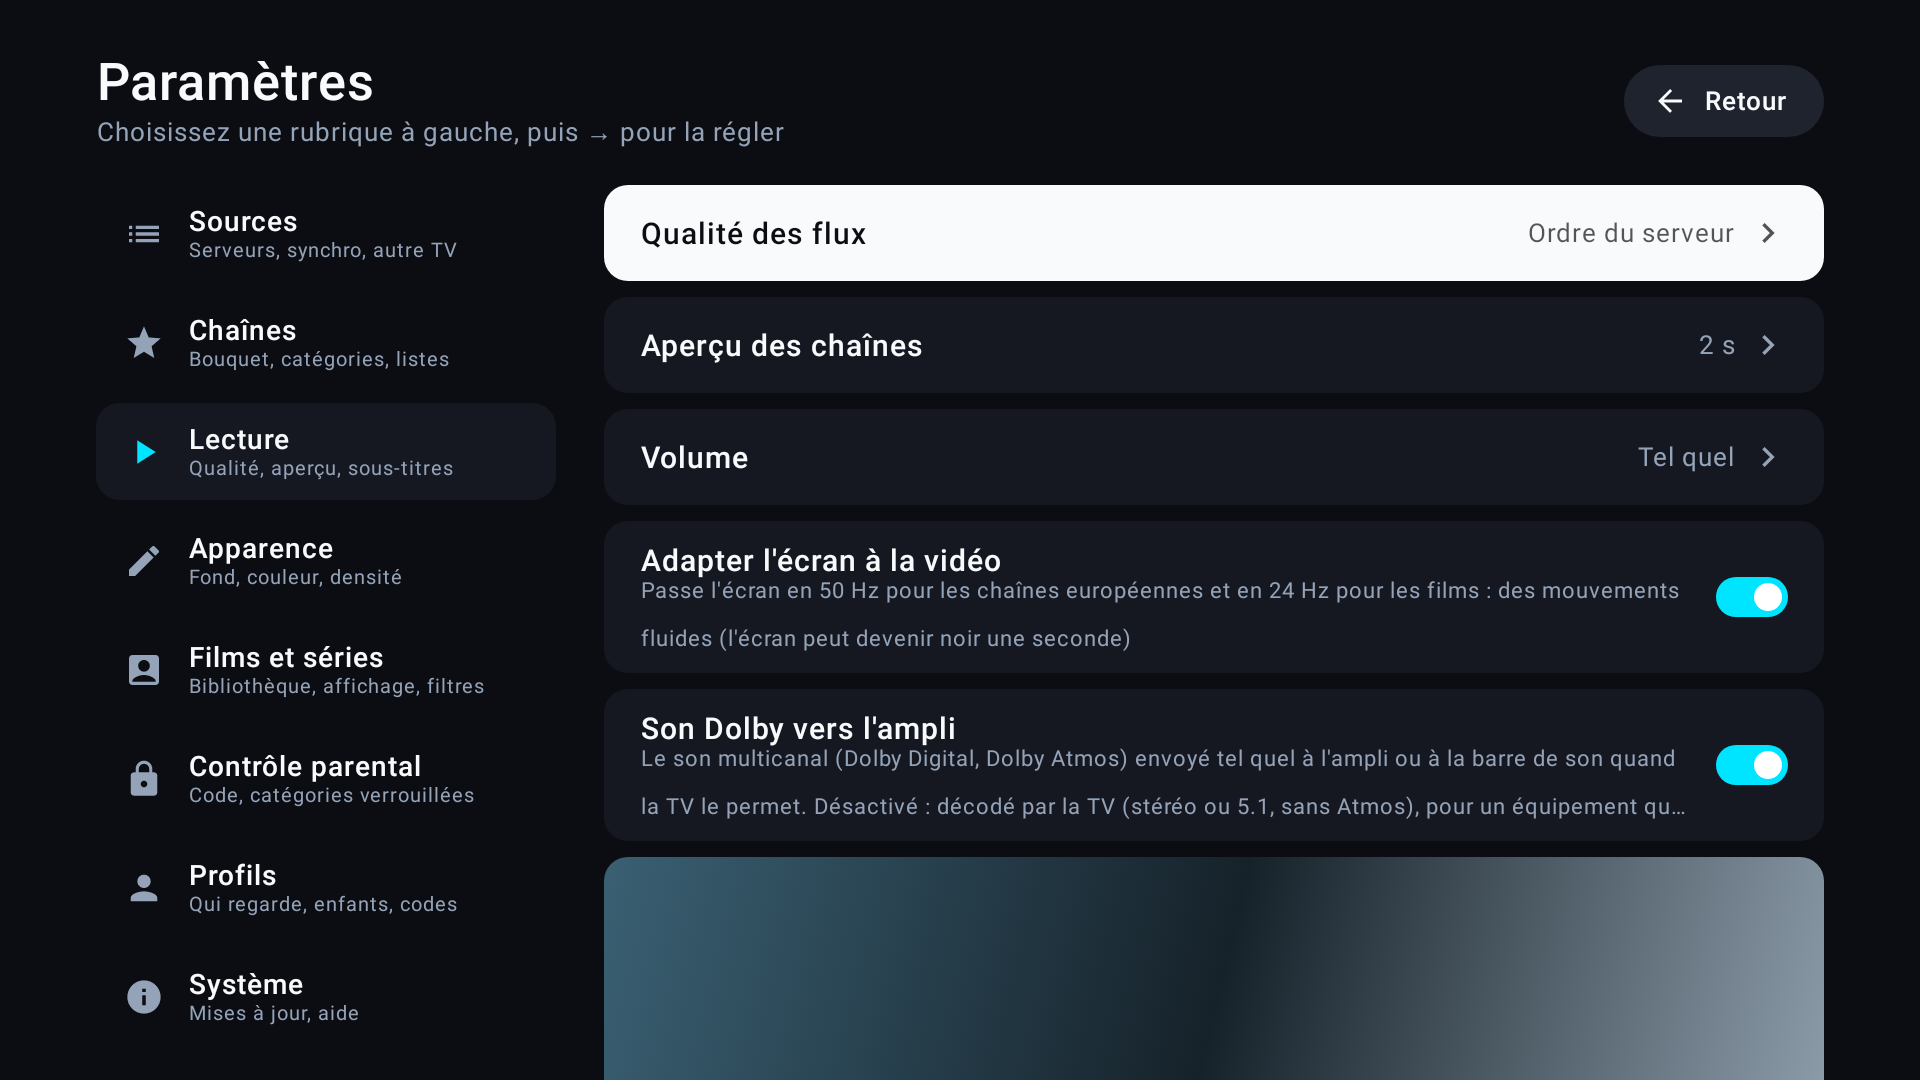 Paramètres
Choisissez une rubrique à gauche, puis → pour la régler
Retour
Sources
Serveurs, synchro, autre TV
Chaînes
Bouquet, catégories, listes
Lecture
Qualité, aperçu, sous-titres
Apparence
Fond, couleur, densité
Films et séries
Bibliothèque, affichage, filtres
Contrôle parental
Code, catégories verrouillées
Profils
Qui regarde, enfants, codes
Système
Mises à jour, aide
Qualité des flux
Ordre du serveur
Aperçu des chaînes
2 s
Volume
Tel quel
Adapter l'écran à la vidéo
Passe l'écran en 50 Hz pour les chaînes européennes et en 24 Hz pour les films : des mouvements
fluides (l'écran peut devenir noir une seconde)
Son Dolby vers l'ampli
Le son multicanal (Dolby Digital, Dolby Atmos) envoyé tel quel à l'ampli ou à la barre de son quand
la TV le permet. Désactivé : décodé par la TV (stéréo ou 5.1, sans Atmos), pour un équipement qu…